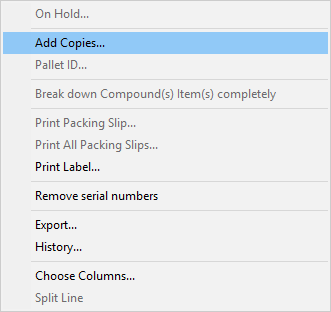 On Hold...
Add Copies...
Pallet ID...
Break down Compound(s) Item(s) completely
Print Packing Slip...
Print All Packing Slips...
Print Label...
Remove serial numbers
Export...
History...
Choose Columns...
Split Line